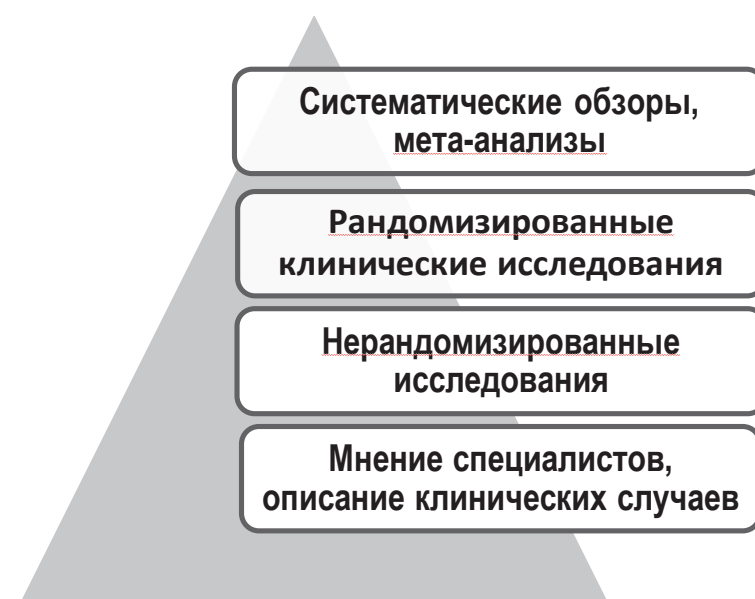 Систематические обзоры,
мета-анализы
Рандомизированные
клинические исследования
Нерандомизированные
исследования
Мнение специалистов,
описание клинических случаев